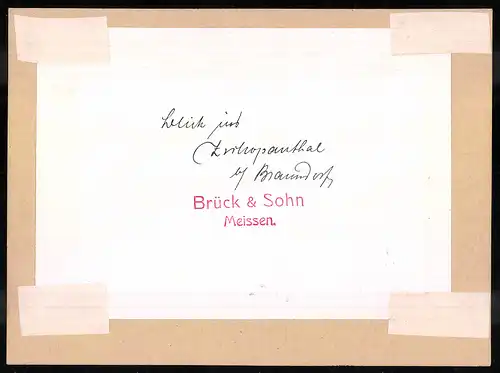 Blick ins
Zschopauthal
b/ Braunsdorf,
Brück & Sohn
Meissen.